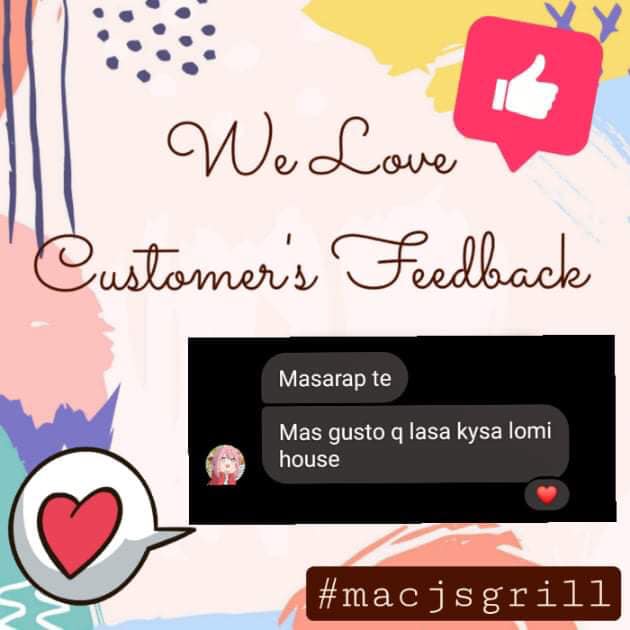 We Love
Customer's Feedback
Masarap te
Mas gusto q lasa kysa lomi
house
#macjsgrill